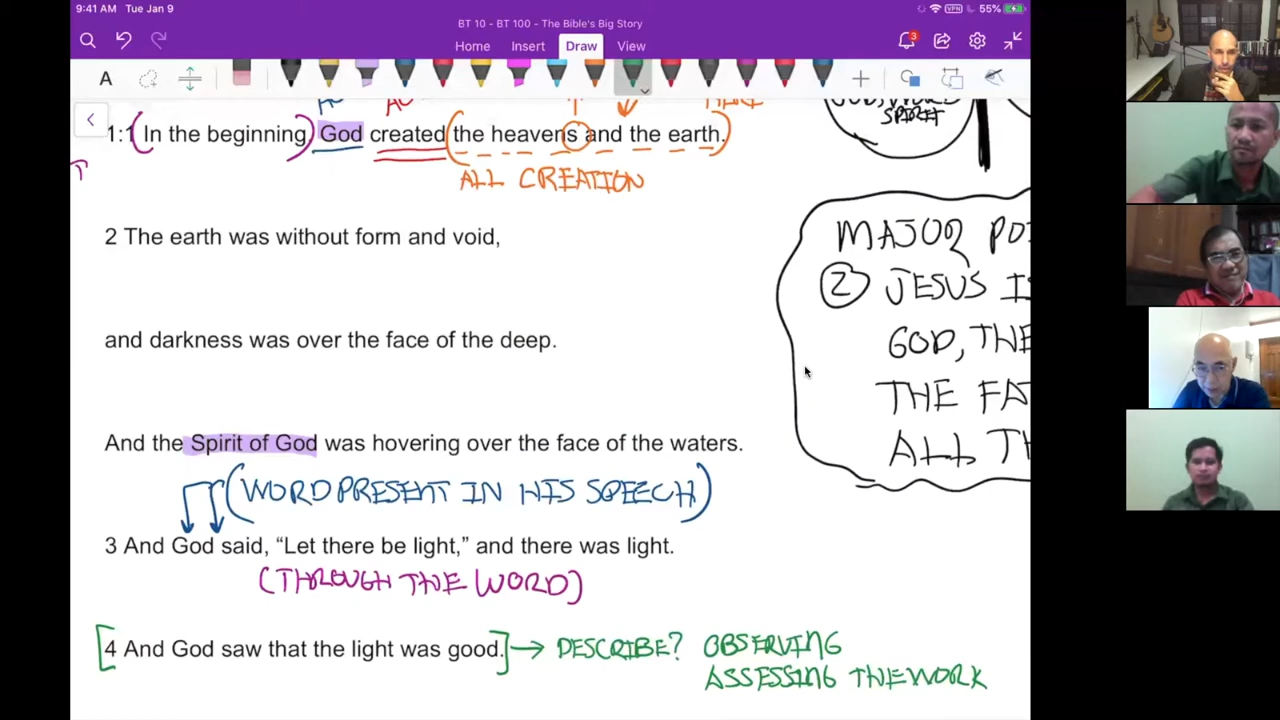 9:41 AM Tue Jan 9
VPN 55%
BT 10 - BT 100 - The Bible's Big Story
Home Insert Draw View
3
A
1:1 In the beginning God created the heavens and the earth.
ALL CREATION
SPIRIT
2 The earth was without form and void,
MAJOR
2 JESUS
and darkness was over the face of the deep.
GOD, THE
THE
ALL
And the Spirit of God was hovering over the face of the waters.
(WORD PRESENT IN HIS SPEECH)
3 And God said, “Let there be light,” and there was light.
(THROUGH THE WORD)
[4 And God saw that the light was good.] → DESCRIBE? OBSERVING
ASSESSING THE WORK